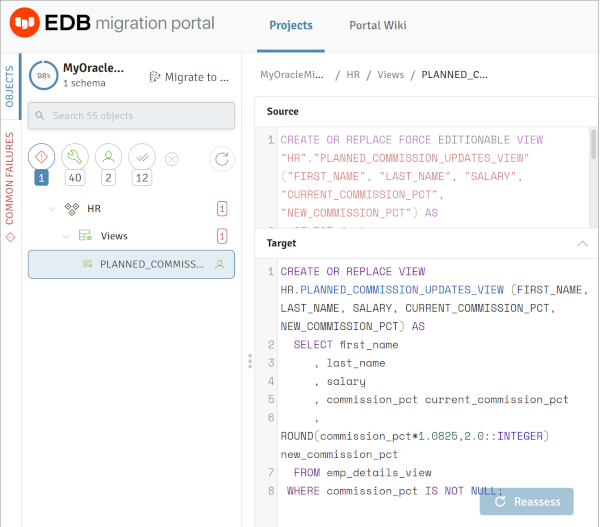 EDB migration portal
Projects
Portal Wiki
OBJECTS
COMMON FAILURES
98%
MyOracle...
1 schema
Migrate to ...
Search 55 objects
1
40
2
12
HR
1
Views
1
PLANNED_COMMISS...
MyOracleMi...
/ HR / Views / PLANNED_C...
Source
1 CREATE OR REPLACE FORCE EDITIONABLE VIEW
"HR"."PLANNED_COMMISSION_UPDATES_VIEW"
("FIRST_NAME", "LAST_NAME", "SALARY",
"CURRENT_COMMISSION_PCT",
"NEW_COMMISSION_PCT") AS
Target
1 CREATE OR REPLACE VIEW
HR.PLANNED_COMMISSION_UPDATES_VIEW (FIRST_NAME,
LAST_NAME, SALARY, CURRENT_COMMISSION_PCT,
NEW_COMMISSION_PCT) AS
2 SELECT first_name
3 , last_name
4 , salary
5 , commission_pct current_commission_pct
6 ,
ROUND(commission_pct*1.0825,2.0::INTEGER)
new_commission_pct
7 FROM emp_details_view
8 WHERE commission_pct IS NOT NULL;
Reassess